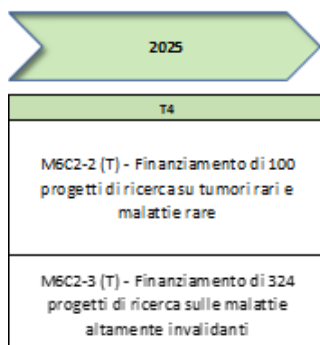 2025
T4
M6C2-2 (T) - Finanziamento di 100
progetti di ricerca su tumori rari e
malattie rare
M6C2-3 (T) - Finanziamento di 324
progetti di ricerca sulle malattie
altamente invalidanti